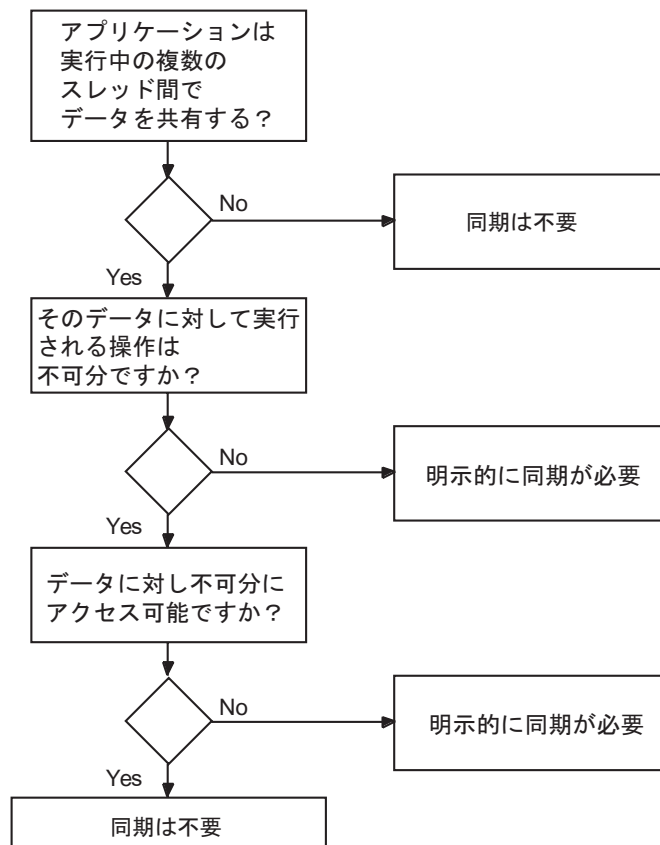 アプリケーションは
実行中の複数の
スレッド間で
データを共有する？
No
同期は不要
Yes
そのデータに対して実行
される操作は
不可分ですか？
No
明示的に同期が必要
Yes
データに対し不可分に
アクセス可能ですか？
No
明示的に同期が必要
Yes
同期は不要